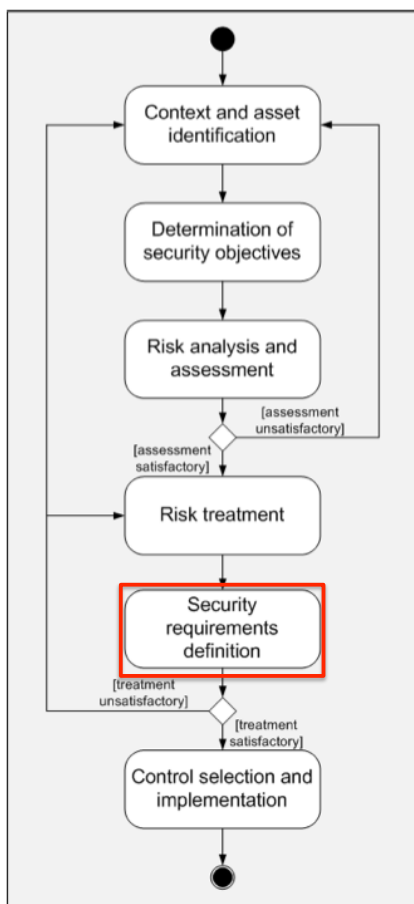 Context and asset
identification
Determination of
security objectives
Risk analysis and
assessment
[assessment
unsatisfactory]
[assessment
satisfactory]
Risk treatment
Security
requirements
definition
[treatment
unsatisfactory]
[treatment
satisfactory]
Control selection and
implementation